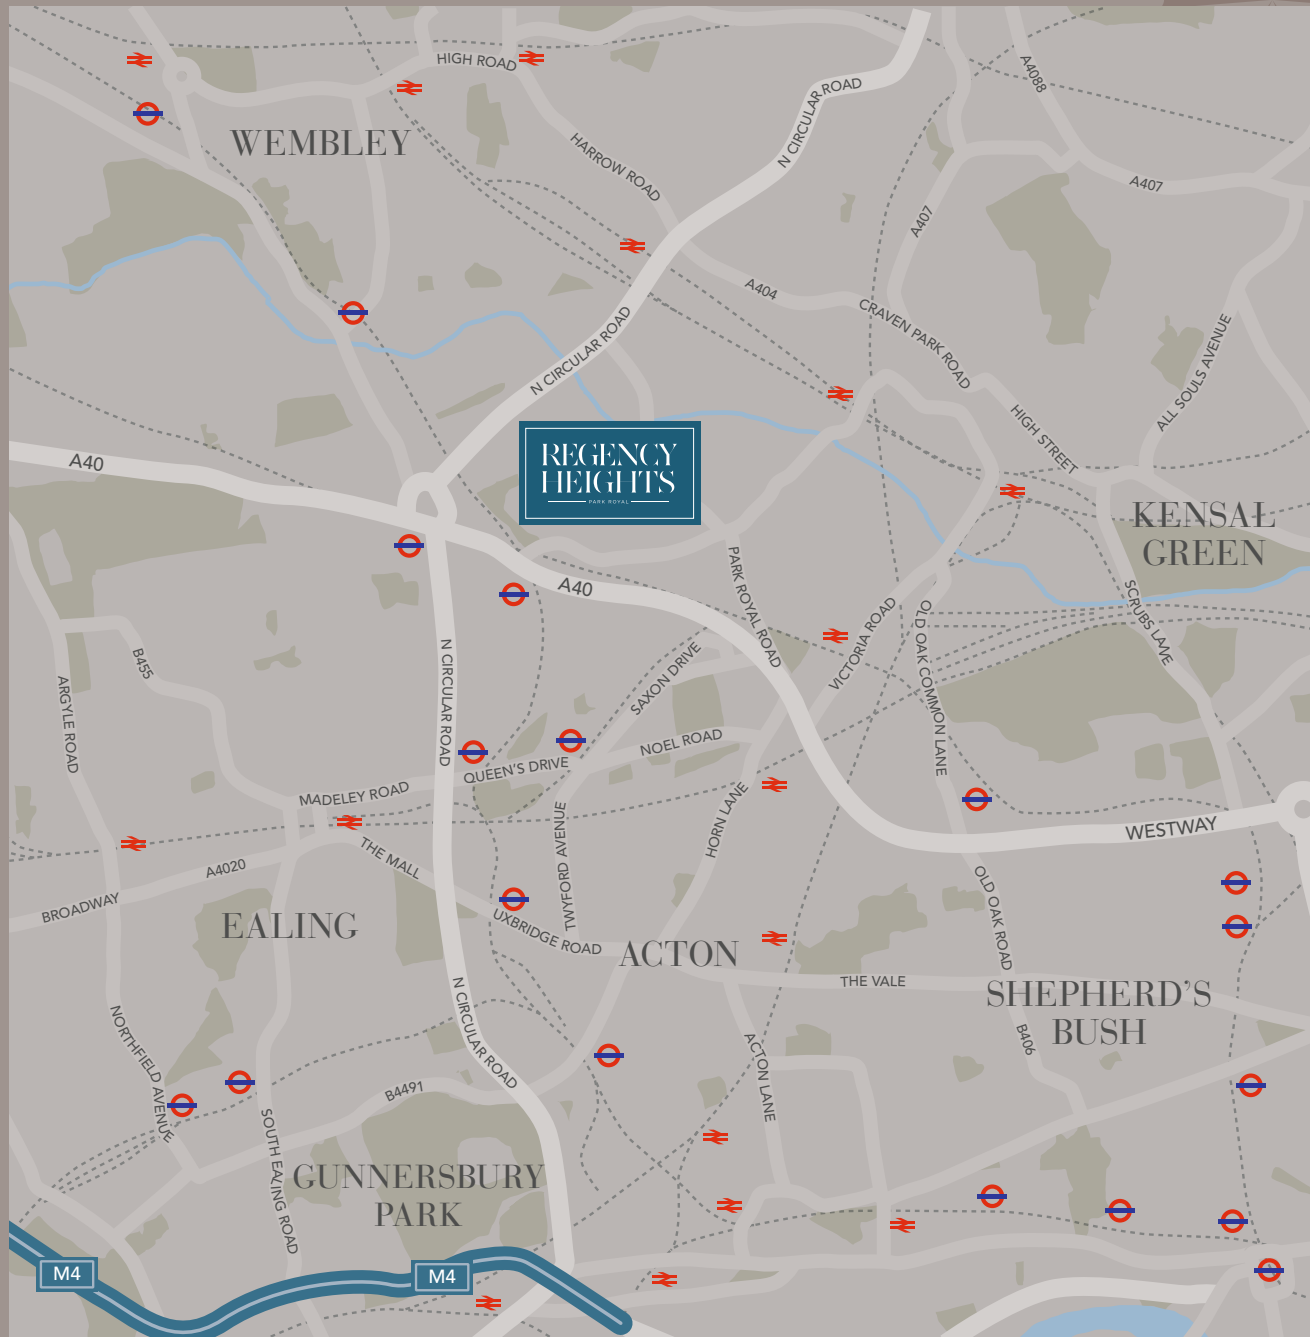 HIGH ROAD
A4088
N CIRCULAR ROAD
WEMBLEY
HARROW ROAD
A407
A407
A404
CRAVEN PARK ROAD
N CIRCULAR ROAD
ALL SOULS AVENUE
HIGH STREET
A40
REGENCY
HEIGHTS
PARK ROYAL
KENSAL
GREEN
A40
PARK ROYAL ROAD
VICTORIA ROAD
OLD OAK COMMON LANE
SCRUBS LANE
B455
ARGYLE ROAD
N CIRCULAR ROAD
SAXON DRIVE
NOEL ROAD
QUEEN'S DRIVE
MADELEY ROAD
HORN LANE
TWYFORD AVENUE
WESTWAY
THE MALL
A4020
BROADWAY
OLD OAK ROAD
EALING
UXBRIDGE ROAD
ACTON
THE VALE
SHEPHERD'S
BUSH
N CIRCULAR ROAD
NORTHFIELD AVENUE
B406
ACTON LANE
B4491
SOUTH EALING ROAD
GUNNERSBURY
PARK
M4
M4